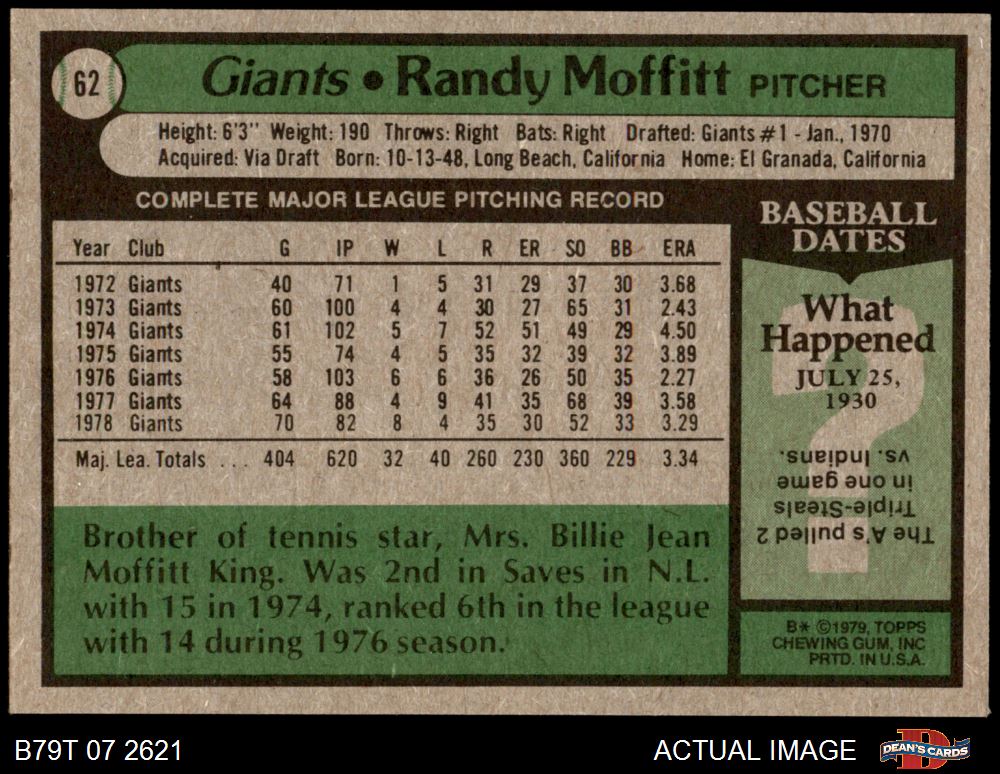 62
Giants • Randy Moffitt PITCHER
Height: 6'3" Weight: 190 Throws: Right Bats: Right Drafted: Giants #1 - Jan., 1970
Acquired: Via Draft Born: 10-13-48, Long Beach, California Home: El Granada, California
COMPLETE MAJOR LEAGUE PITCHING RECORD
Year Club G IP W L R ER SO BB ERA
1972 Giants 40 71 1 5 31 29 37 30 3.68
1973 Giants 60 100 4 4 30 27 65 31 2.43
1974 Giants 61 102 5 7 52 51 49 29 4.50
1975 Giants 55 74 4 5 35 32 39 32 3.89
1976 Giants 58 103 6 6 36 26 50 35 2.27
1977 Giants 64 88 4 9 41 35 68 39 3.58
1978 Giants 70 82 8 4 35 30 52 33 3.29
Maj. Lea. Totals ... 404 620 32 40 260 230 360 229 3.34
Brother of tennis star, Mrs. Billie Jean
Moffitt King. Was 2nd in Saves in N.L.
with 15 in 1974, ranked 6th in the league
with 14 during 1976 season.
BASEBALL
DATES
What
Happened
JULY 25,
1930
?
The A's pulled 2
Triple-Steals
in one game
vs. Indians.
B* ©1979, TOPPS
CHEWING GUM, INC
PRTD. IN U.S.A.
B79T 07 2621
ACTUAL IMAGE
DEAN'S CARDS